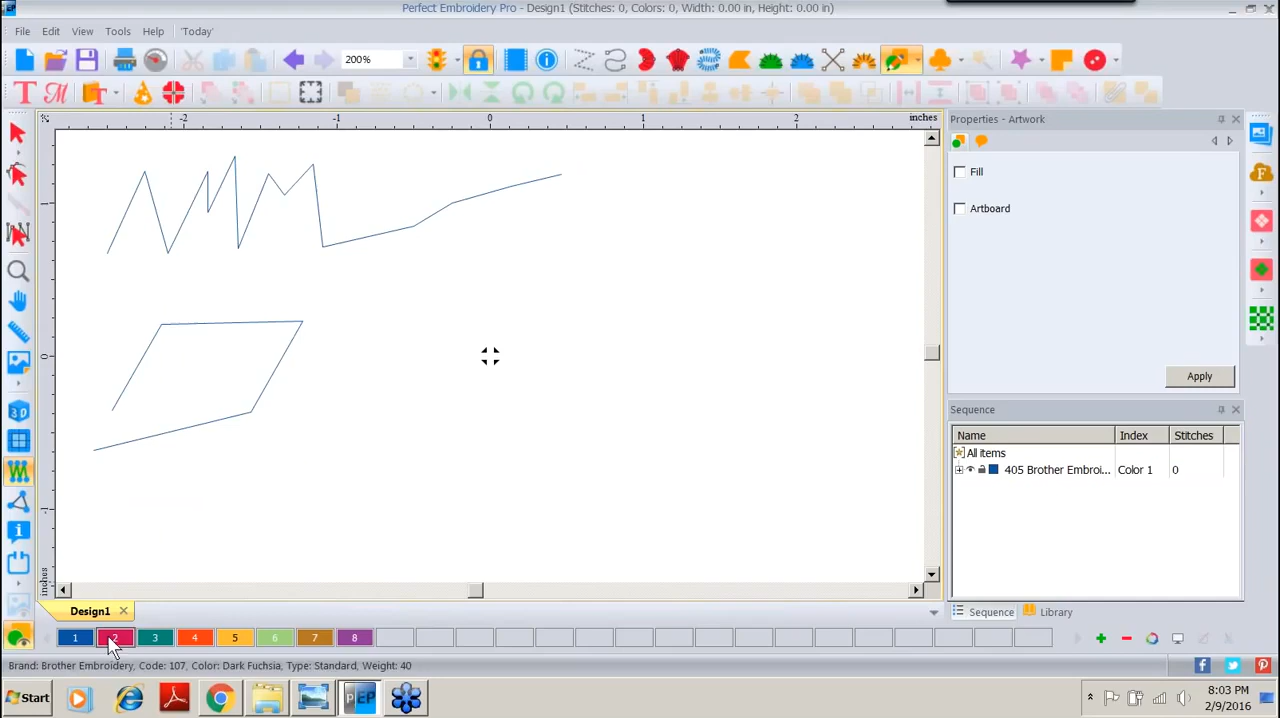 Perfect Embroidery Pro - Design1 (Stitches: 0, Colors: 0, Width: 0.00 in, Height: 0.00 in)
File Edit View Tools Help 'Today'
200%
-2 -1 0 1 2 inches
1
0
-1
inches
Properties - Artwork
Fill
Artboard
Apply
Sequence
Name Index Stitches
All items
405 Brother Embroi... Color 1 0
Sequence Library
Design1
1 2 3 4 5 6 7 8
Brand: Brother Embroidery, Code: 107, Color: Dark Fuchsia, Type: Standard, Weight: 40
Start
8:03 PM
2/9/2016